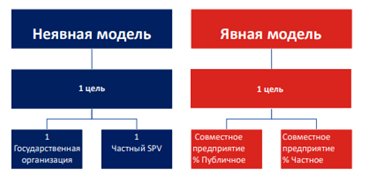 Неявная модель
Явная модель
1 цель
1 цель
1
Государственная
организация
1
Частный SPV
Совместное
предприятие
% Публичное
Совместное
предприятие
% Частное